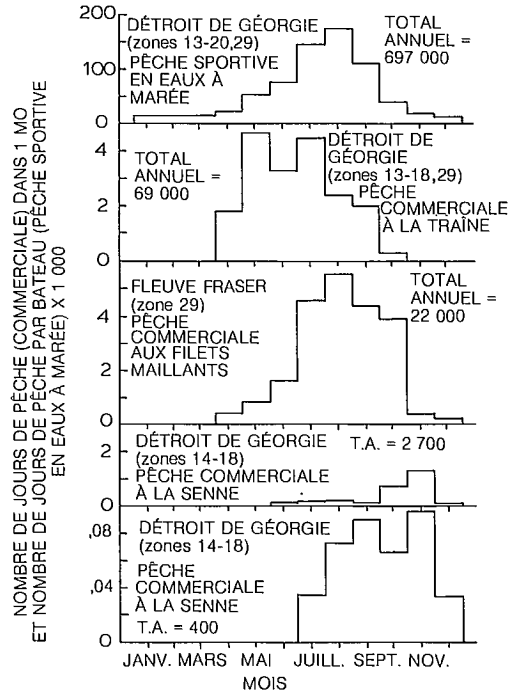 NOMBRE DE JOURS DE PÊCHE (COMMERCIALE) DANS 1 MO
ET NOMBRE DE JOURS DE PÊCHE PAR BATEAU (PÊCHE SPORTIVE
EN EAUX À MARÉE) X 1 000
200
100
0
DÉTROIT DE GÉORGIE
(zones 13-20,29)
PÊCHE SPORTIVE
EN EAUX À
MARÉE
TOTAL
ANNUEL =
697 000
4
2
0
TOTAL
ANNUEL =
69 000
DÉTROIT DE
GÉORGIE
(zones 13-18,29)
PÊCHE
COMMERCIALE
À LA TRAÎNE
4
2
0
FLEUVE FRASER
(zone 29)
PÊCHE
COMMERCIALE
AUX FILETS
MAILLANTS
TOTAL
ANNUEL =
22 000
2
0
DÉTROIT DE GÉORGIE
(zones 14-18)
PÊCHE COMMERCIALE
À LA SENNE
T.A. = 2 700
,08
,04
0
DÉTROIT DE GÉORGIE
(zones 14-18)
PÊCHE
COMMERCIALE
À LA SENNE
T.A. = 400
JANV. MARS MAI JUILL. SEPT. NOV.
MOIS